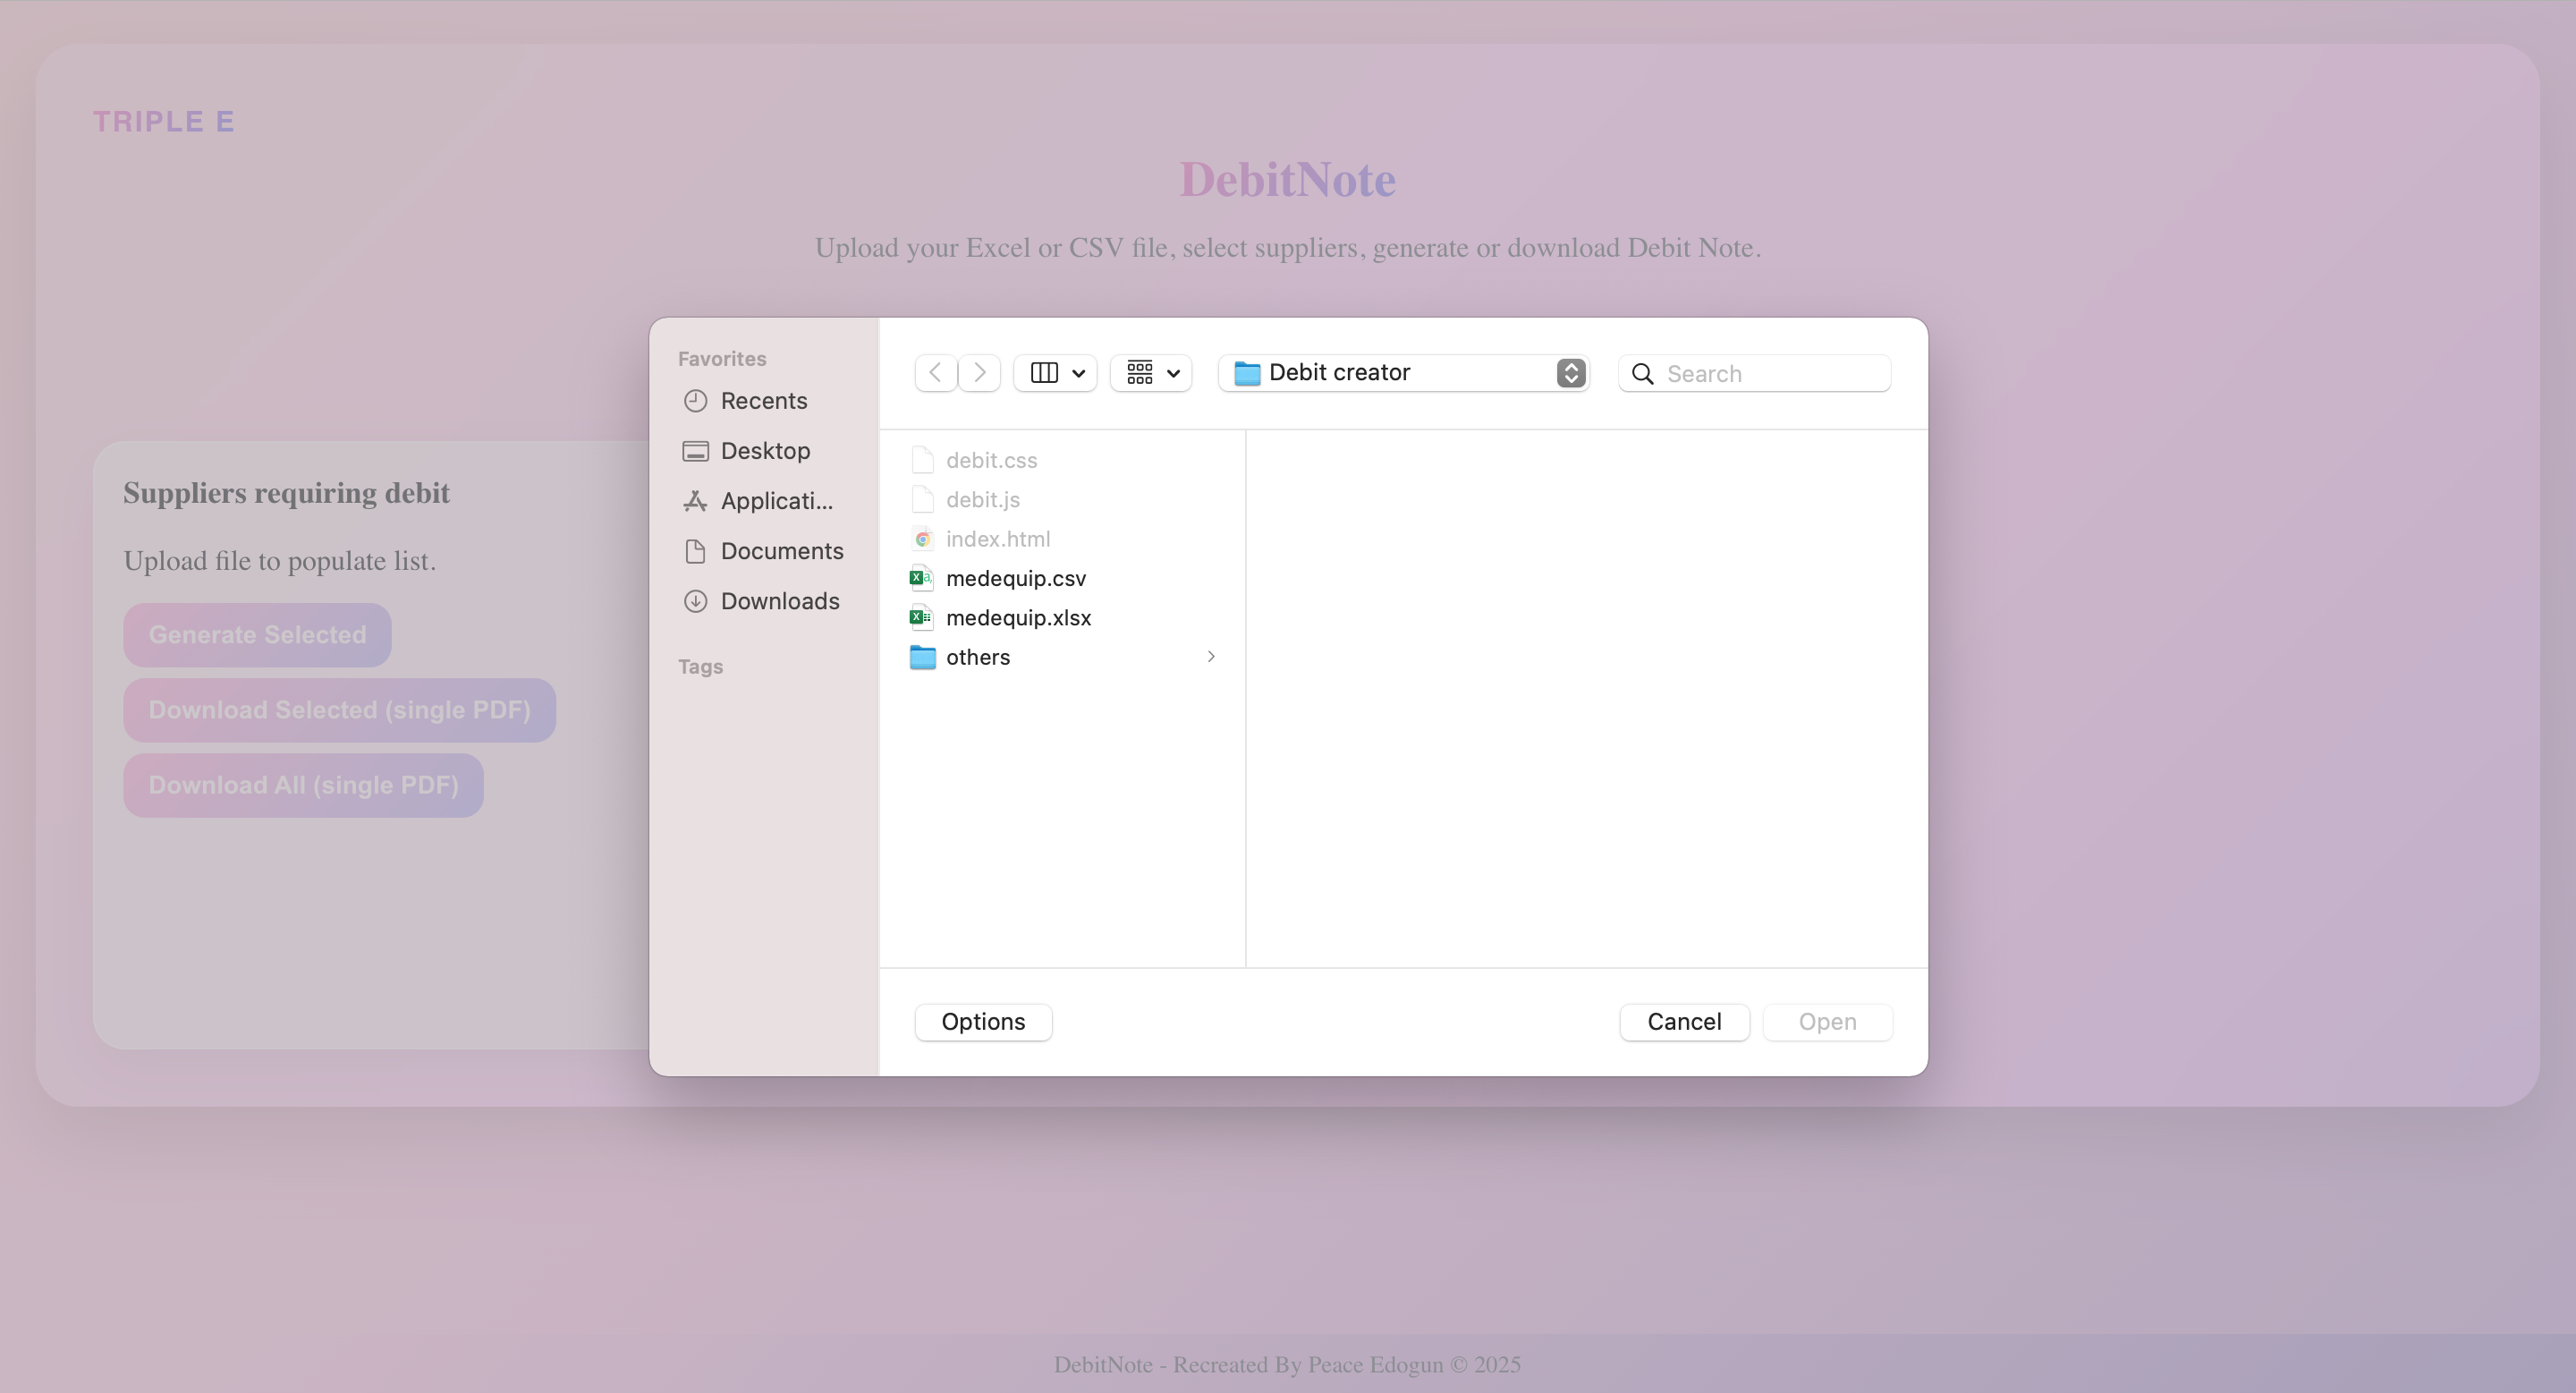 TRIPLE E
DebitNote
Upload your Excel or CSV file, select suppliers, generate or download Debit Note.
Suppliers requiring debit
Upload file to populate list.
Generate Selected
Download Selected (single PDF)
Download All (single PDF)
Favorites
Recents
Desktop
Applicati...
Documents
Downloads
Tags
Debit creator
Search
debit.css
debit.js
index.html
medequip.csv
medequip.xlsx
others
Options
Cancel
Open
DebitNote - Recreated By Peace Edogun © 2025